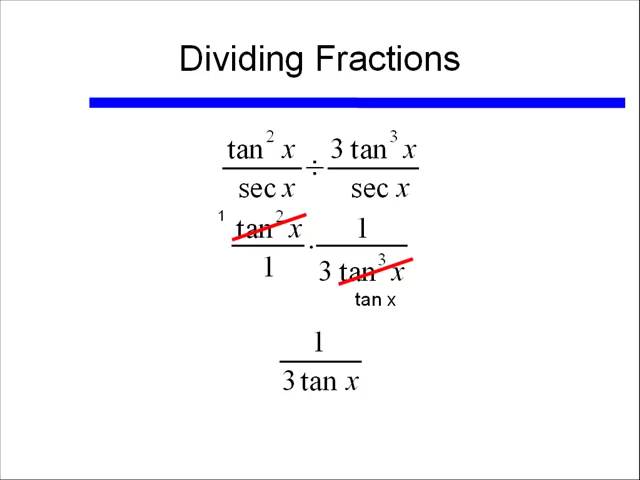 Dividing Fractions
tan² x / sec x ÷ 3 tan³ x / sec x
1 tan² x / 1 · 1 / 3 tan³ x
tan x
1 / 3 tan x